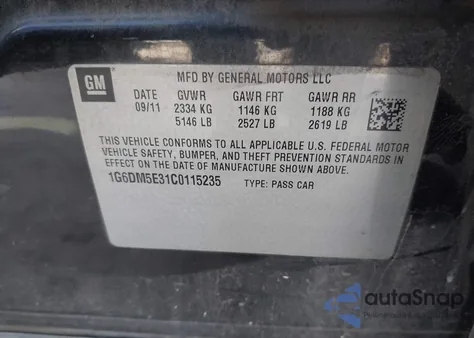 GM
MFD BY GENERAL MOTORS LLC
DATE GVWR GAWR FRT GAWR RR
09/11 2334 KG 1146 KG 1188 KG
5146 LB 2527 LB 2619 LB
THIS VEHICLE CONFORMS TO ALL APPLICABLE U.S. FEDERAL MOTOR
VEHICLE SAFETY, BUMPER, AND THEFT PREVENTION STANDARDS IN
EFFECT ON THE DATE OF MANUFACTURE SHOWN ABOVE.
1G6DM5E31C0115235 TYPE: PASS CAR
autoSnap